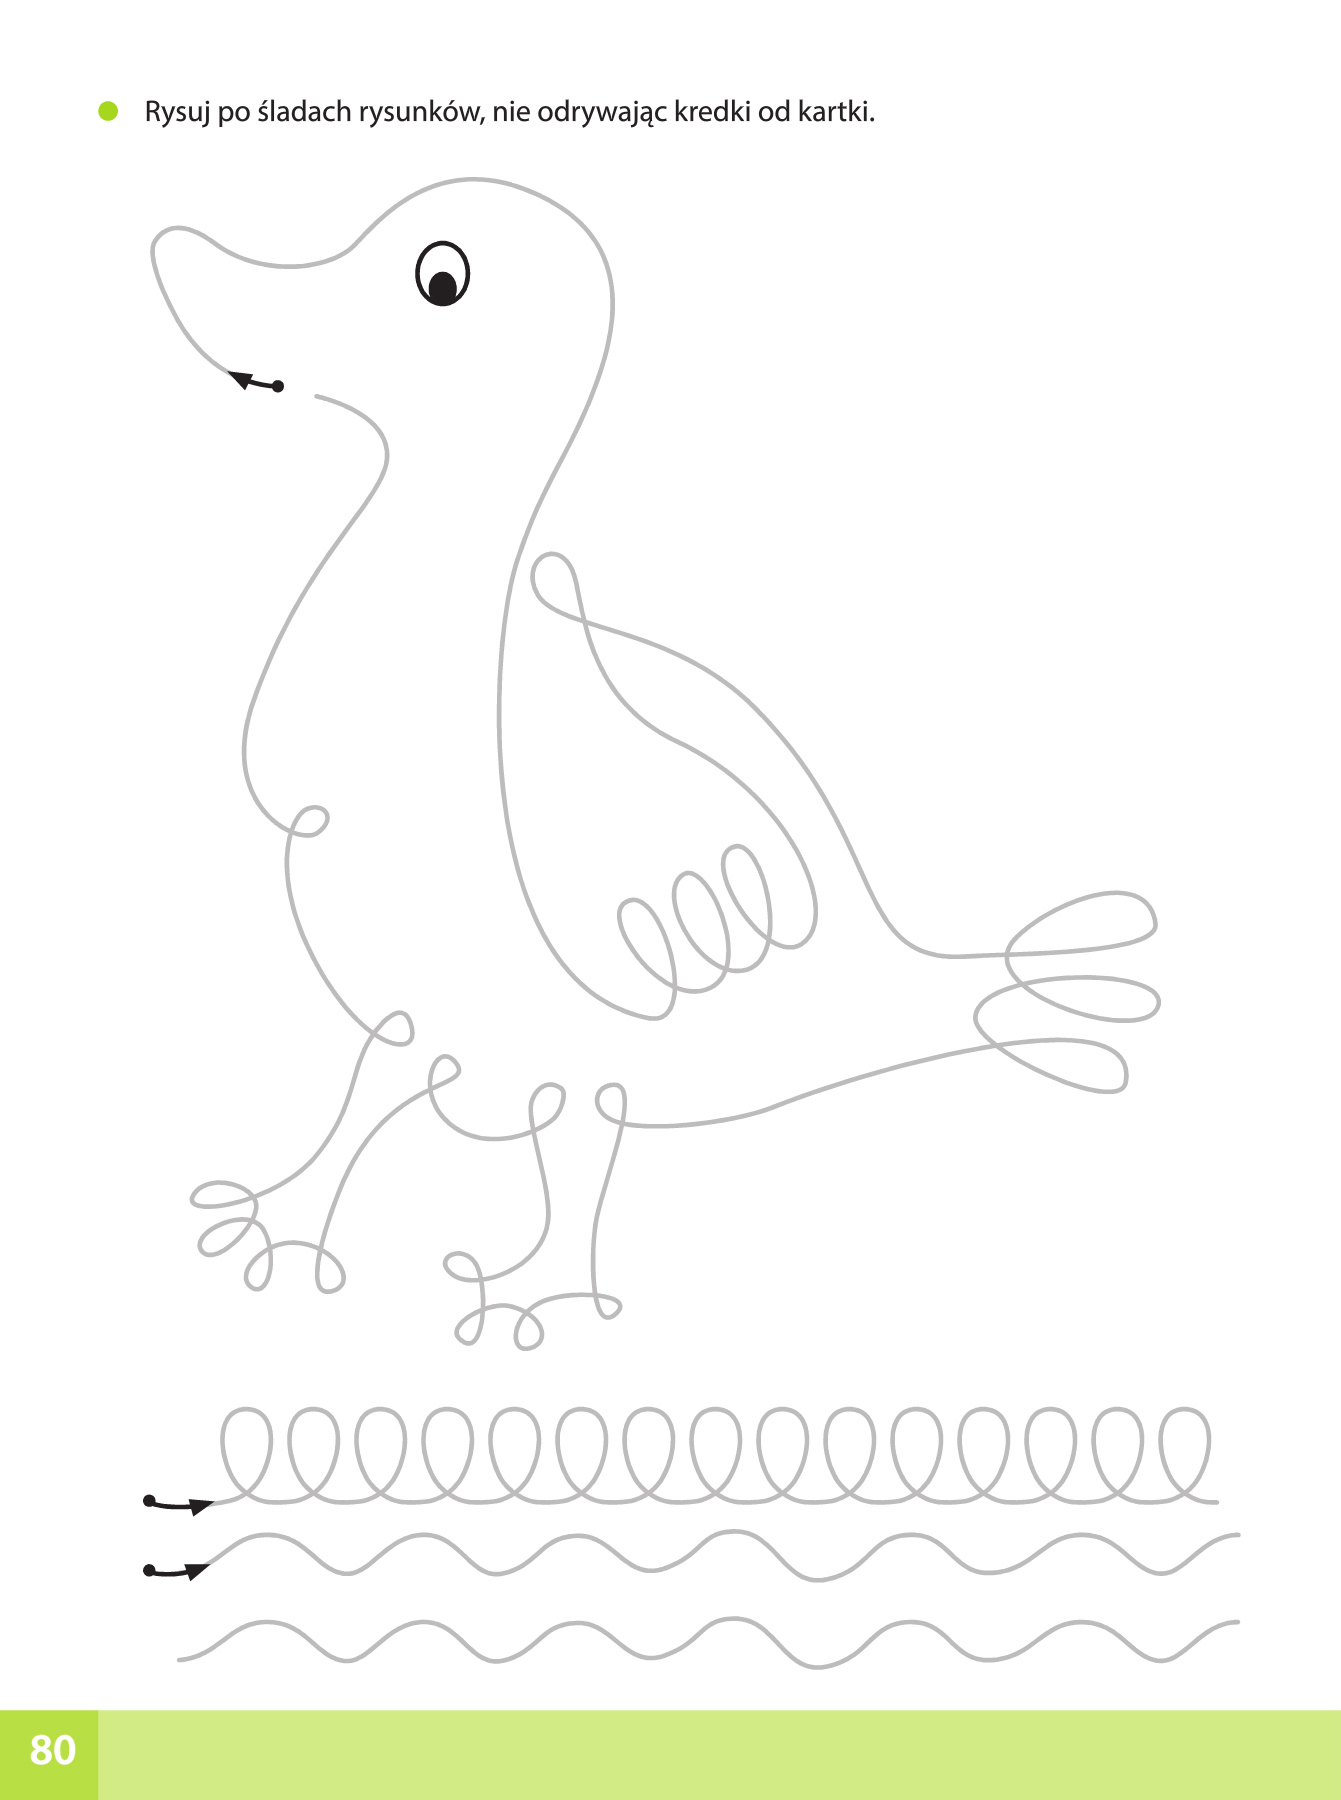 Rysuj po śladach rysunków, nie odrywając kredki od kartki.
80